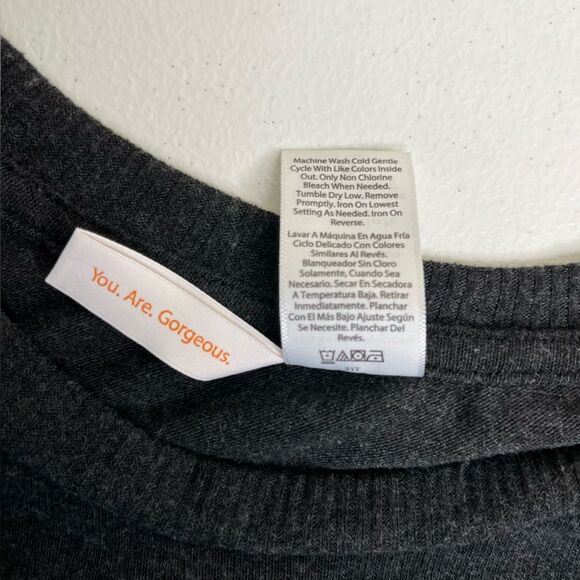 You. Are. Gorgeous.
Machine Wash Cold Gentle
Cycle With Like Colors Inside
Out. Only Non Chlorine
Bleach When Needed.
Tumble Dry Low. Remove
Promptly. Iron On Lowest
Setting As Needed. Iron On
Reverse.
Lavar A Máquina En Agua Fría
Ciclo Delicado Con Colores
Similares Al Revés.
Blanqueador Sin Cloro
Solamente, Cuando Sea
Necesario. Secar En Secadora
A Temperatura Baja. Retirar
Inmediatamente. Planchar
Con El Más Bajo Ajuste Según
Se Necesite. Planchar Del
Revés.